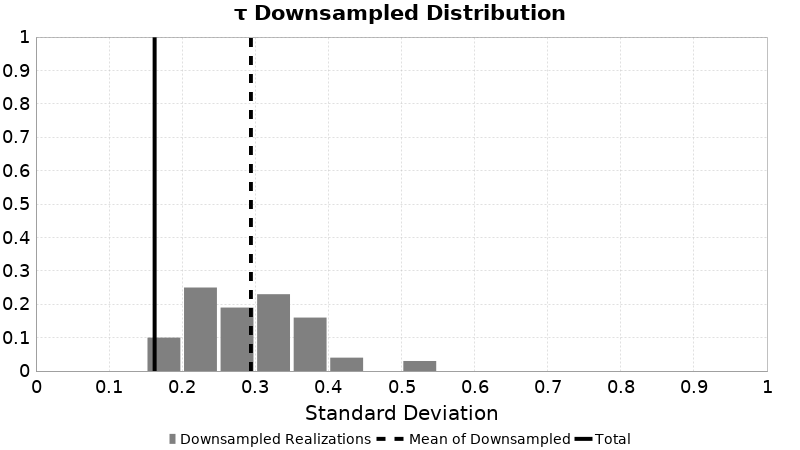 τ Downsampled Distribution
1
0.9
0.8
0.7
0.6
0.5
0.4
0.3
0.2
0.1
0
0 0.1 0.2 0.3 0.4 0.5 0.6 0.7 0.8 0.9 1
Standard Deviation
Downsampled Realizations Mean of Downsampled Total